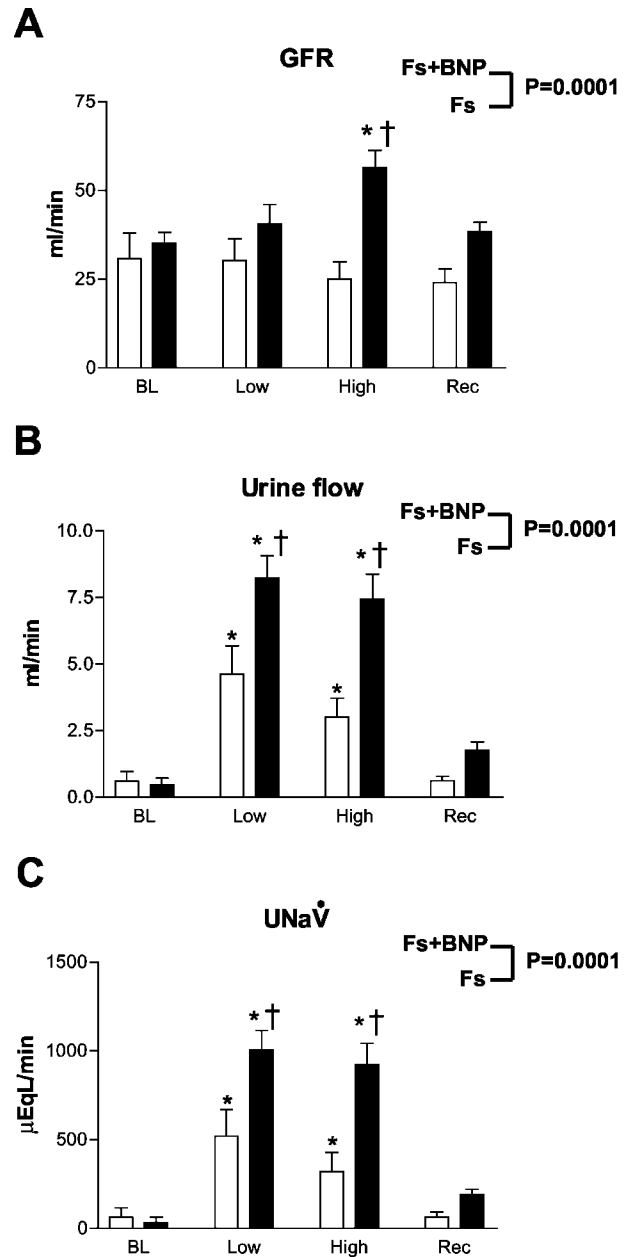 A
GFR
Fs+BNP
Fs
P=0.0001
75
50
25
0
ml/min
* †
BL Low High Rec
B
Urine flow
Fs+BNP
Fs
P=0.0001
10.0
7.5
5.0
2.5
0.0
ml/min
* * † * * †
BL Low High Rec
C
UNaV̇
Fs+BNP
Fs
P=0.0001
1500
1000
500
0
µEqL/min
* * † * * †
BL Low High Rec